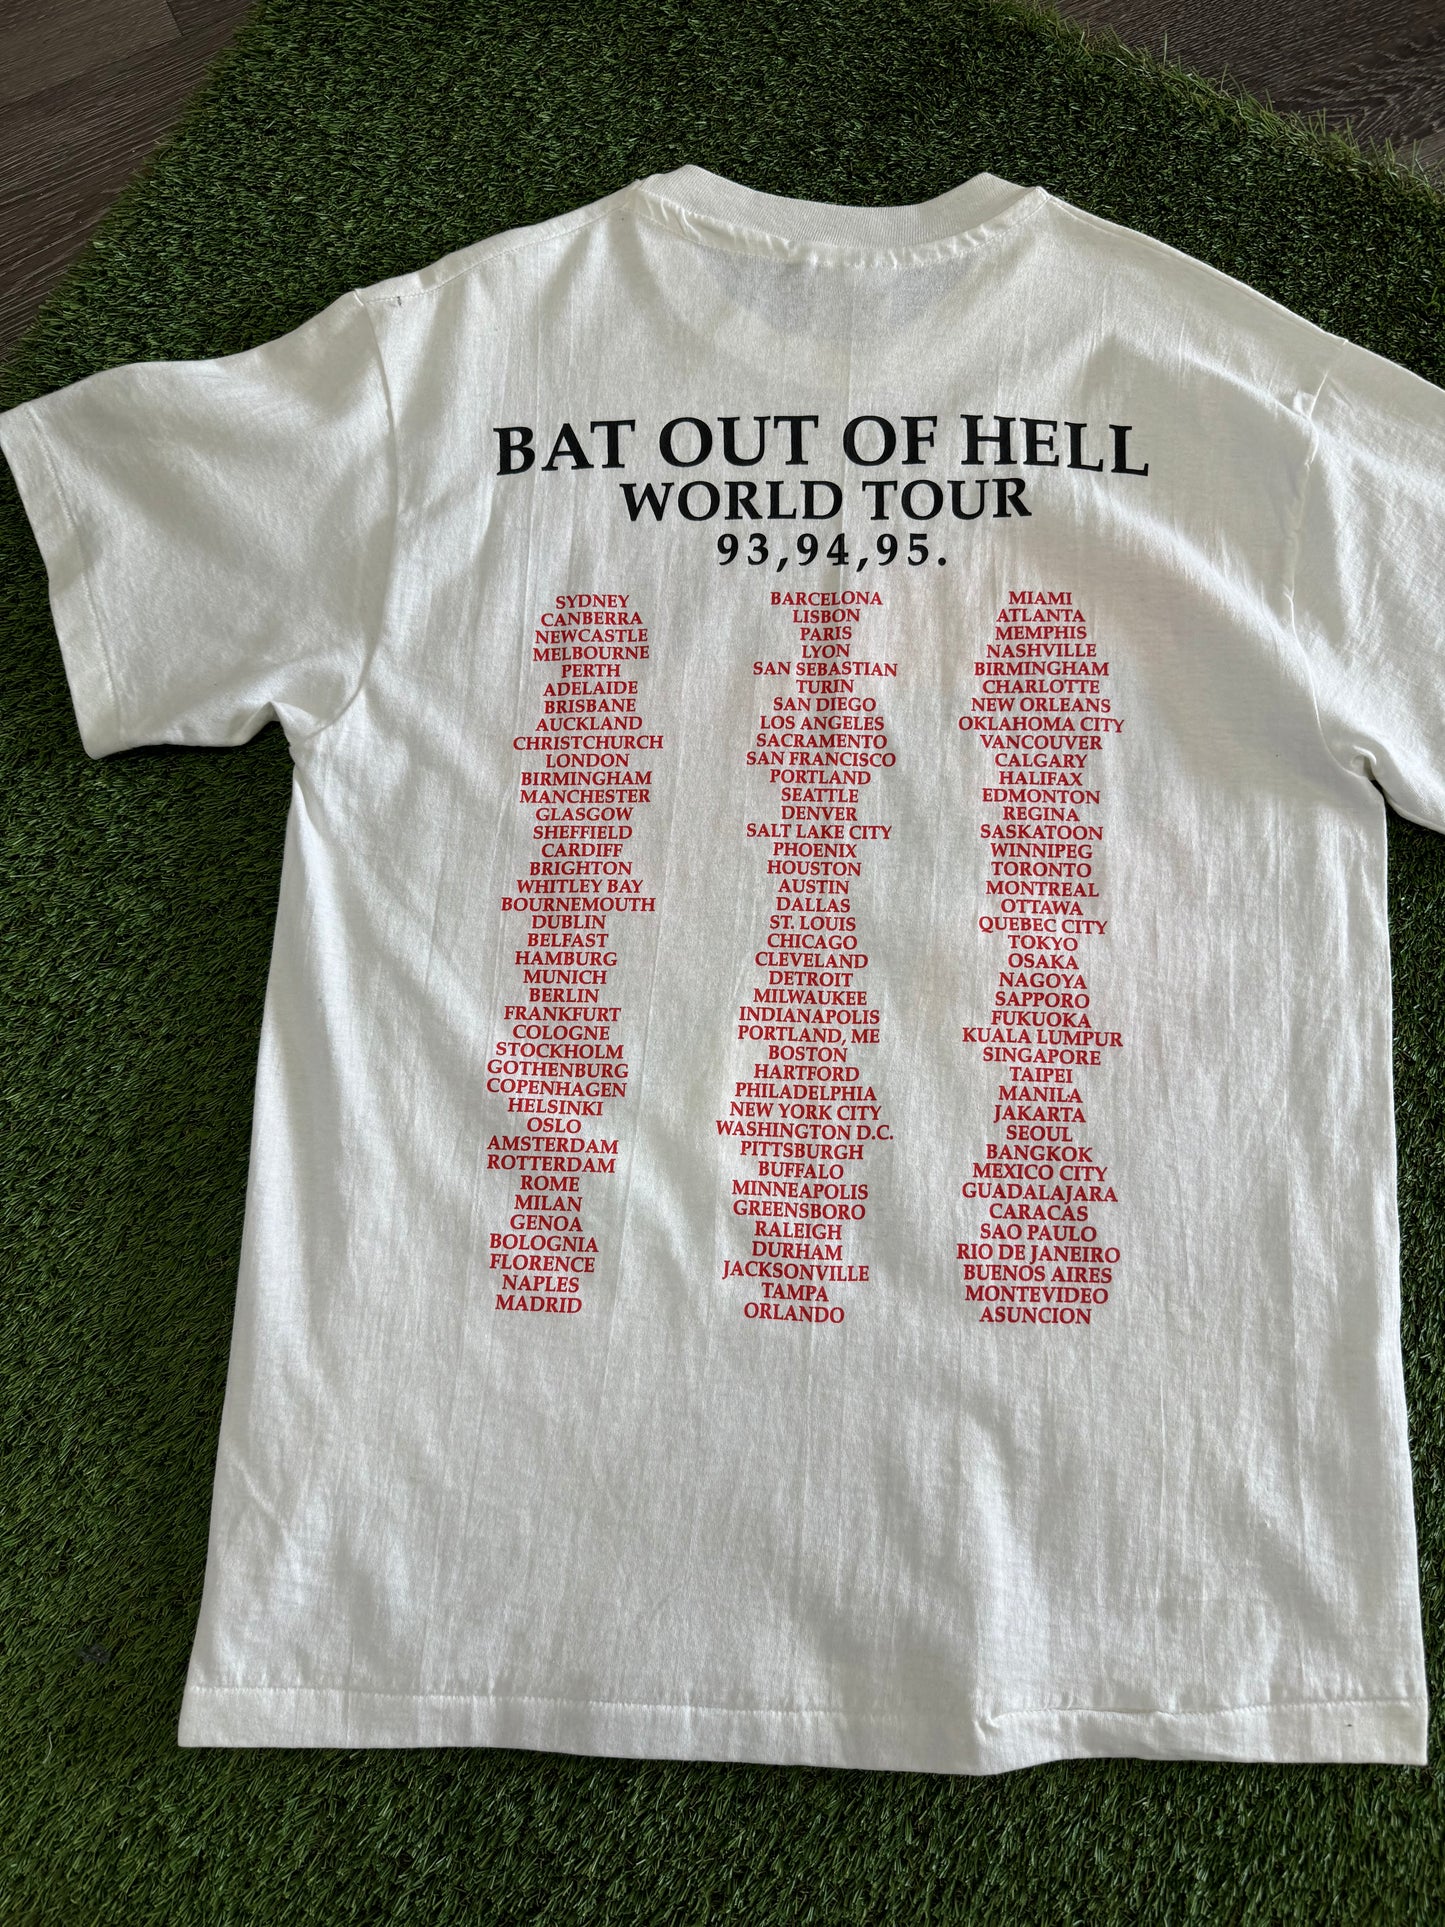 BAT OUT OF HELL
WORLD TOUR
93,94,95.
SYDNEY
CANBERRA
NEWCASTLE
MELBOURNE
PERTH
ADELAIDE
BRISBANE
AUCKLAND
CHRISTCHURCH
LONDON
BIRMINGHAM
MANCHESTER
GLASGOW
SHEFFIELD
CARDIFF
BRIGHTON
WHITLEY BAY
BOURNEMOUTH
DUBLIN
BELFAST
HAMBURG
MUNICH
BERLIN
FRANKFURT
COLOGNE
STOCKHOLM
GOTHENBURG
COPENHAGEN
HELSINKI
OSLO
AMSTERDAM
ROTTERDAM
ROME
MILAN
GENOA
BOLOGNIA
FLORENCE
NAPLES
MADRID
BARCELONA
LISBON
PARIS
LYON
SAN SEBASTIAN
TURIN
SAN DIEGO
LOS ANGELES
SACRAMENTO
SAN FRANCISCO
PORTLAND
SEATTLE
DENVER
SALT LAKE CITY
PHOENIX
HOUSTON
AUSTIN
DALLAS
ST. LOUIS
CHICAGO
CLEVELAND
DETROIT
MILWAUKEE
INDIANAPOLIS
PORTLAND, ME
BOSTON
HARTFORD
PHILADELPHIA
NEW YORK CITY
WASHINGTON D.C.
PITTSBURGH
BUFFALO
MINNEAPOLIS
GREENSBORO
RALEIGH
DURHAM
JACKSONVILLE
TAMPA
ORLANDO
MIAMI
ATLANTA
MEMPHIS
NASHVILLE
BIRMINGHAM
CHARLOTTE
NEW ORLEANS
OKLAHOMA CITY
VANCOUVER
CALGARY
HALIFAX
EDMONTON
REGINA
SASKATOON
WINNIPEG
TORONTO
MONTREAL
OTTAWA
QUEBEC CITY
TOKYO
OSAKA
NAGOYA
SAPPORO
FUKUOKA
KUALA LUMPUR
SINGAPORE
TAIPEI
MANILA
JAKARTA
SEOUL
BANGKOK
MEXICO CITY
GUADALAJARA
CARACAS
SAO PAULO
RIO DE JANEIRO
BUENOS AIRES
MONTEVIDEO
ASUNCION